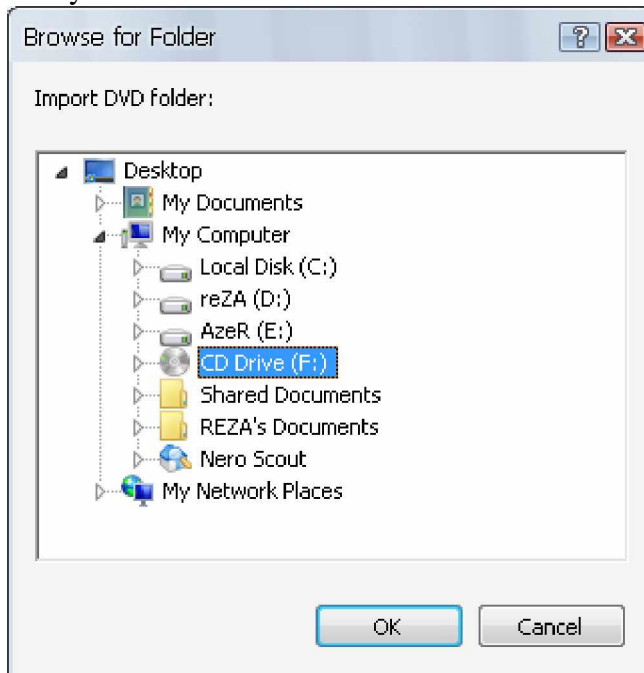 Browse for Folder
Import DVD folder:
Desktop
My Documents
My Computer
Local Disk (C:)
reZA (D:)
AzeR (E:)
CD Drive (F:)
Shared Documents
REZA's Documents
Nero Scout
My Network Places
OK Cancel